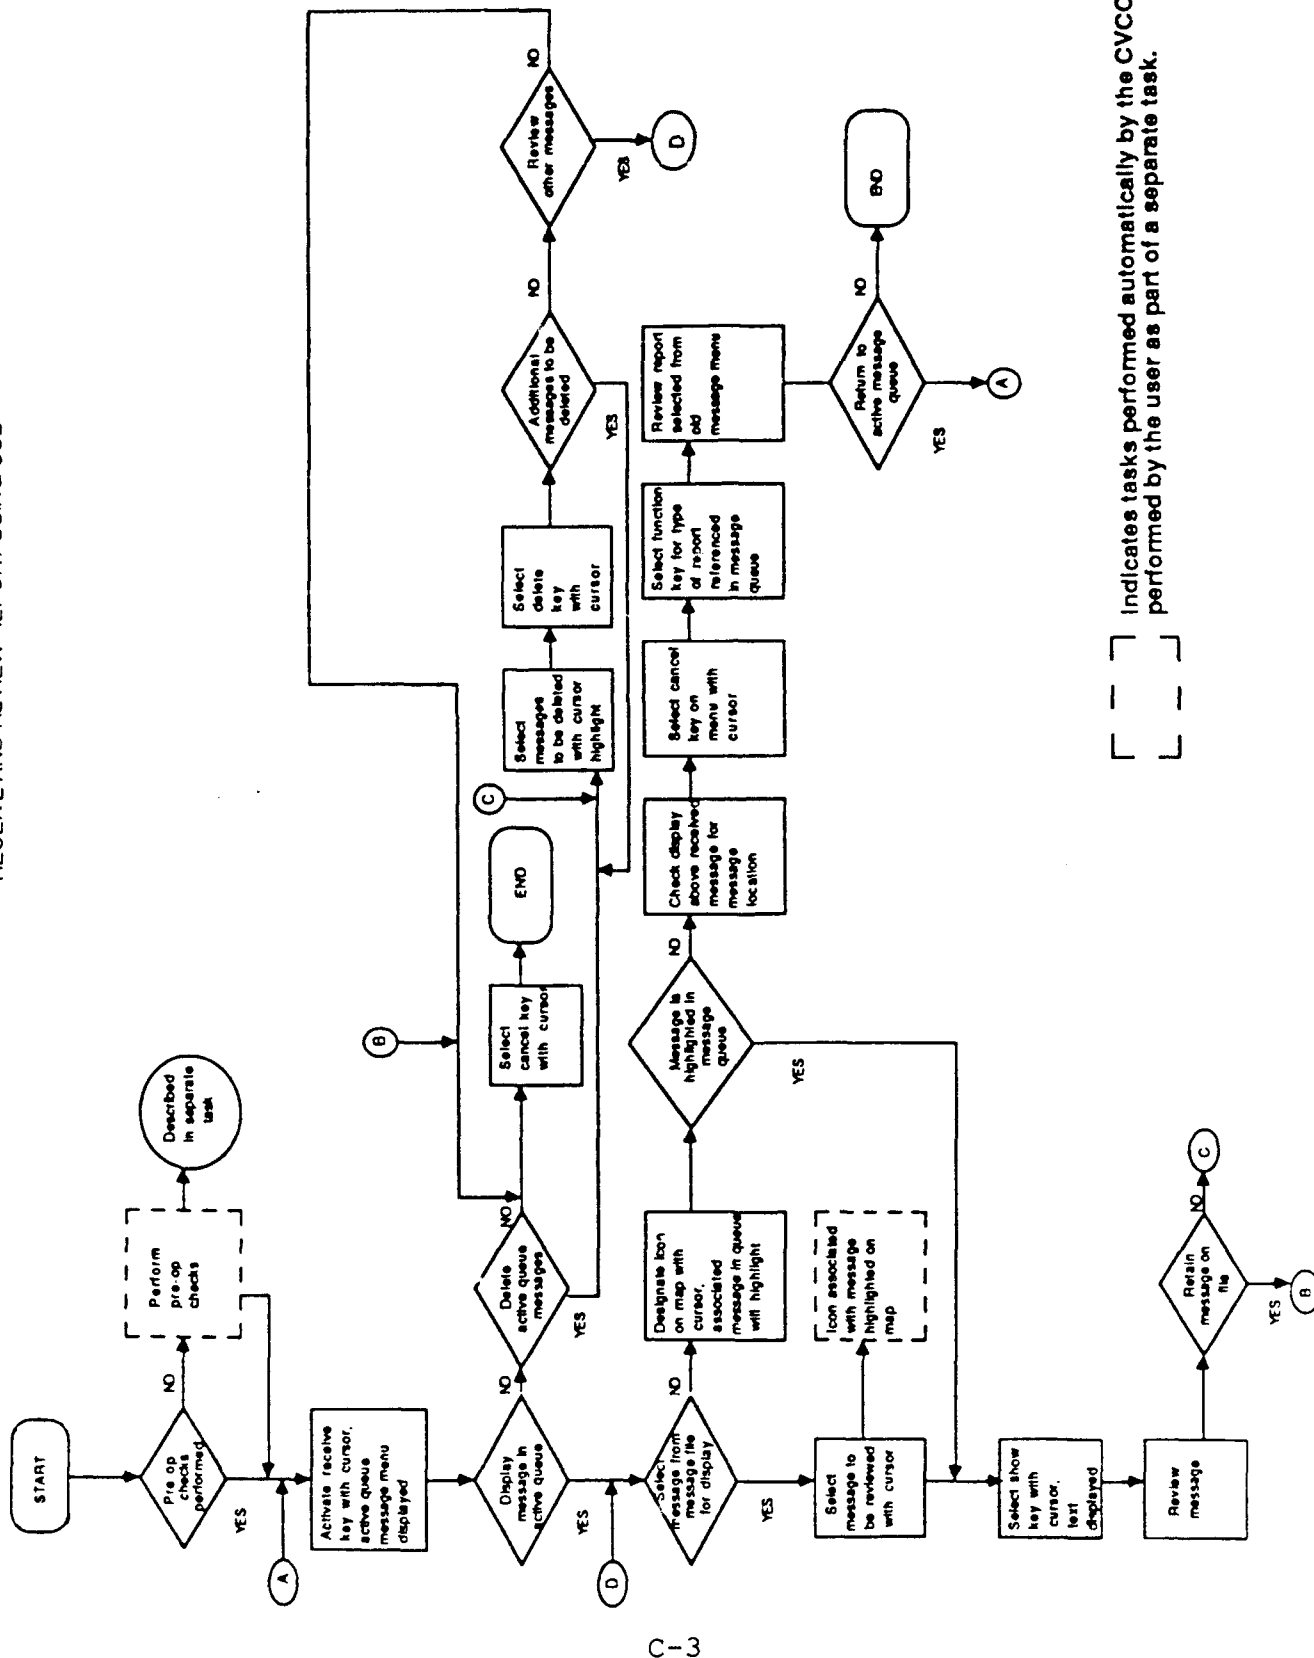 START
Pre op
checks
performed
NO
YES
Perform
pre-op
checks
Described
in separate
task
A
Activate receive
key with cursor,
active queue
message menu
displayed
Display
message in
active queue
NO
YES
Delete
active queue
messages
NO
YES
Select
cancel key
with cursor
END
B
C
Select
messages
to be deleted
with cursor
highlight
Select
delete
key
with
cursor
Additional
messages to be
deleted
NO
YES
Review
other messages
NO
YES
D
D
Select
message from
message file
for display
NO
YES
Designate icon
on map with
cursor,
associated
message in queue
will highlight
Message is
highlighted in
message
queue
NO
YES
Check display
above received
message for
message
location
Select cancel
key on
menu with
cursor
Select function
key for type
of report
referenced
in message
queue
Review report
selected from
old
message menu
Return to
active message
queue
NO
YES
END
A
Select
message to
be reviewed
with cursor
Icon associated
with message
highlighted on
map
Select show
key with
cursor,
text
displayed
Review
message
Retain
message on
file
NO
YES
C
B
Indicates tasks performed automatically by the CVCC
performed by the user as part of a separate task.
C-3